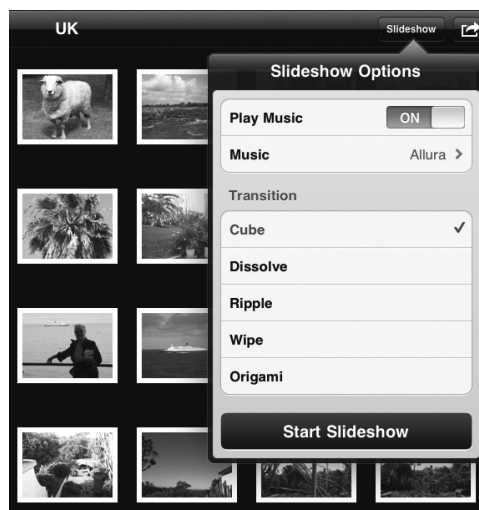 UK
Slideshow
Slideshow Options
Play Music ON
Music Allura >
Transition
Cube ✓
Dissolve
Ripple
Wipe
Origami
Start Slideshow